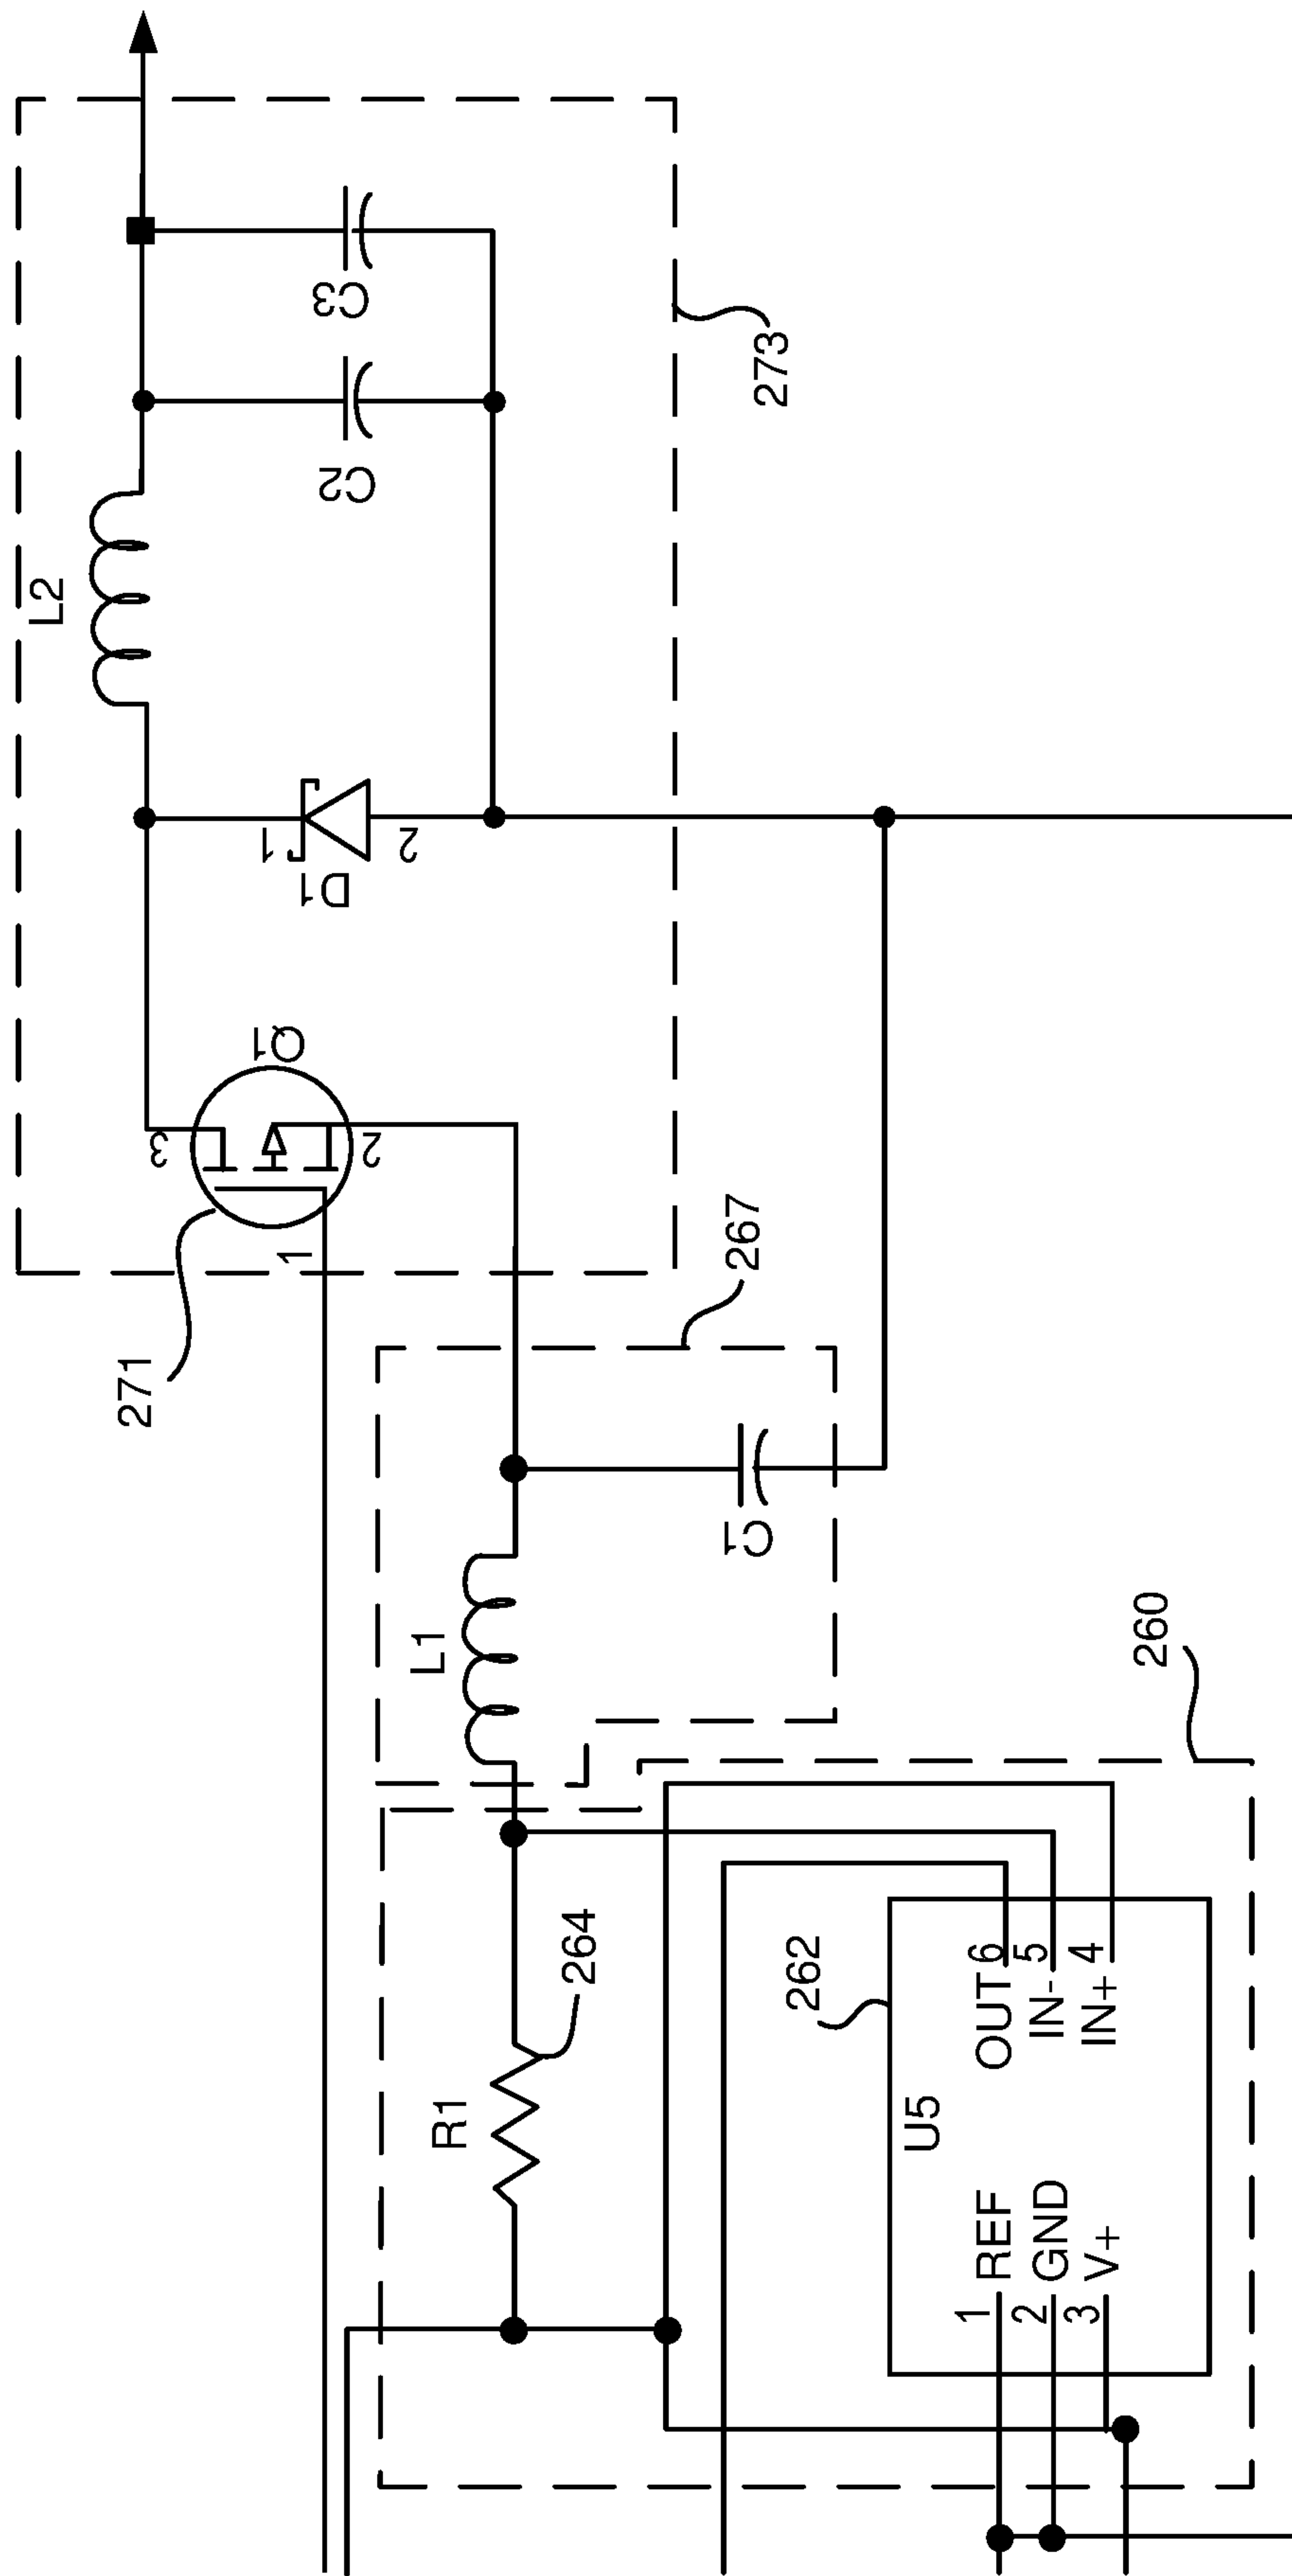 L2
C3
C2
273
1
2
D1
Q1
3
2
1
271
267
L1
C1
260
R1
264
262
U5
OUT 6
IN- 5
IN+ 4
1 REF
2 GND
3 V+